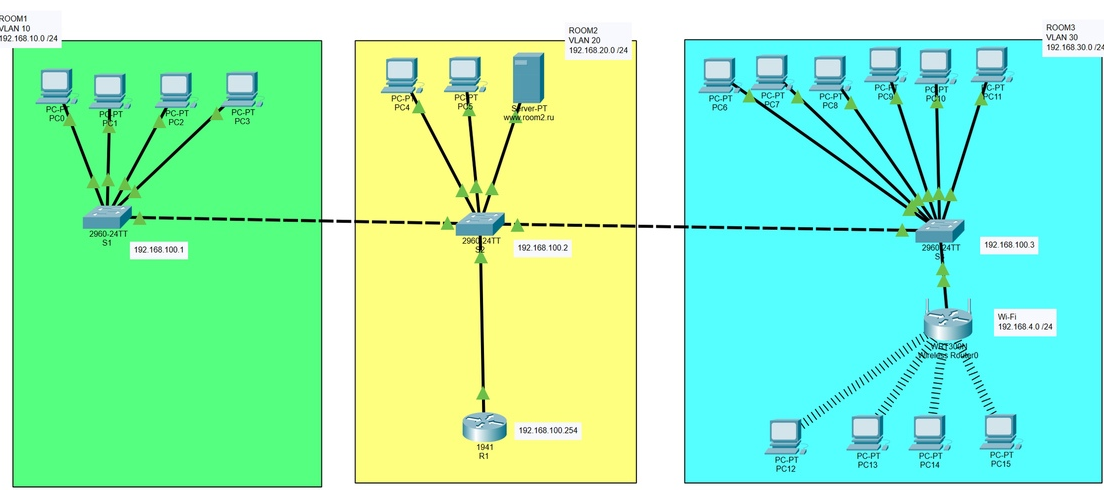 ROOM1
VLAN 10
192.168.10.0 /24
PC-PT
PC0
PC-PT
PC1
PC-PT
PC2
PC-PT
PC3
2960-24TT
S1
192.168.100.1
ROOM2
VLAN 20
192.168.20.0 /24
PC-PT
PC4
PC-PT
PC5
Server-PT
www.room2.ru
2960-24TT
S2
192.168.100.2
1941
R1
192.168.100.254
ROOM3
VLAN 30
192.168.30.0 /24
PC-PT
PC6
PC-PT
PC7
PC-PT
PC8
PC-PT
PC9
PC-PT
PC10
PC-PT
PC11
2960-24TT
192.168.100.3
Wi-Fi
192.168.4.0 /24
WRT300N
Wireless Router0
PC-PT
PC12
PC-PT
PC13
PC-PT
PC14
PC-PT
PC15